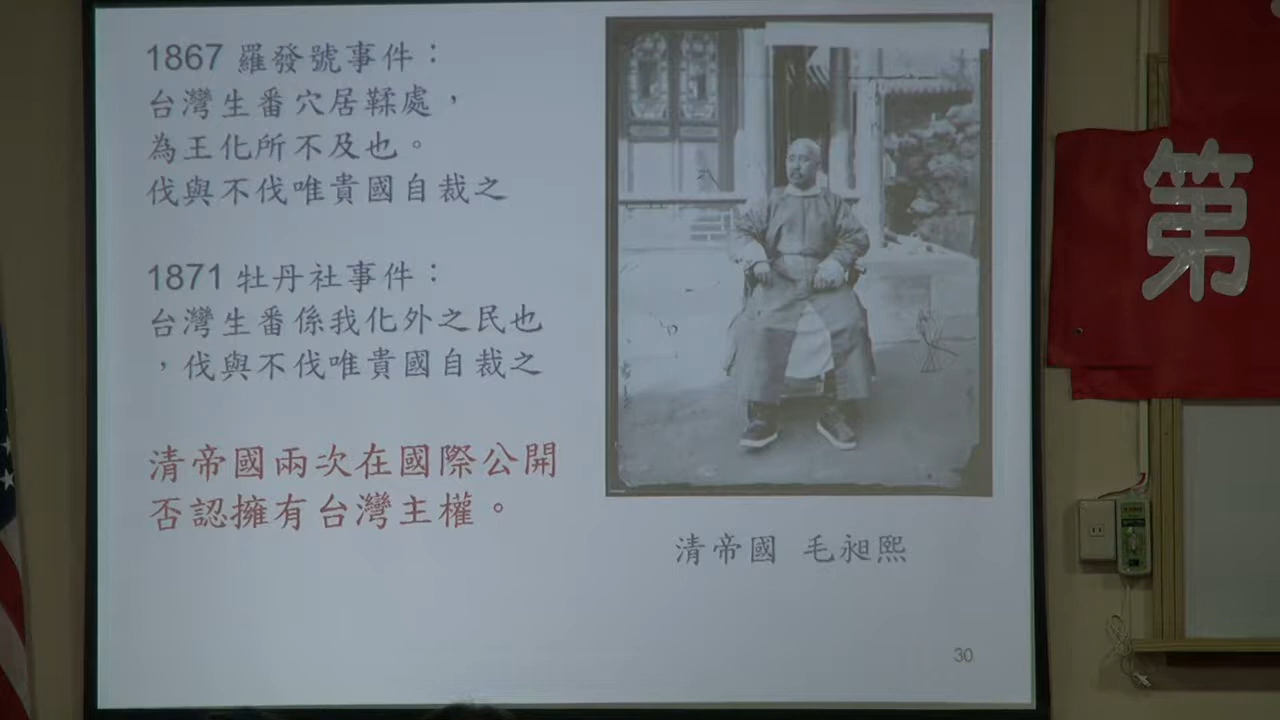 1867 羅發號事件：
台灣生番穴居鞣處，
為王化所不及也。
伐與不伐唯貴國自裁之
1871 牡丹社事件：
台灣生番係我化外之民也
，伐與不伐唯貴國自裁之
清帝國兩次在國際公開
否認擁有台灣主權。
清帝國 毛昶熙
30
第